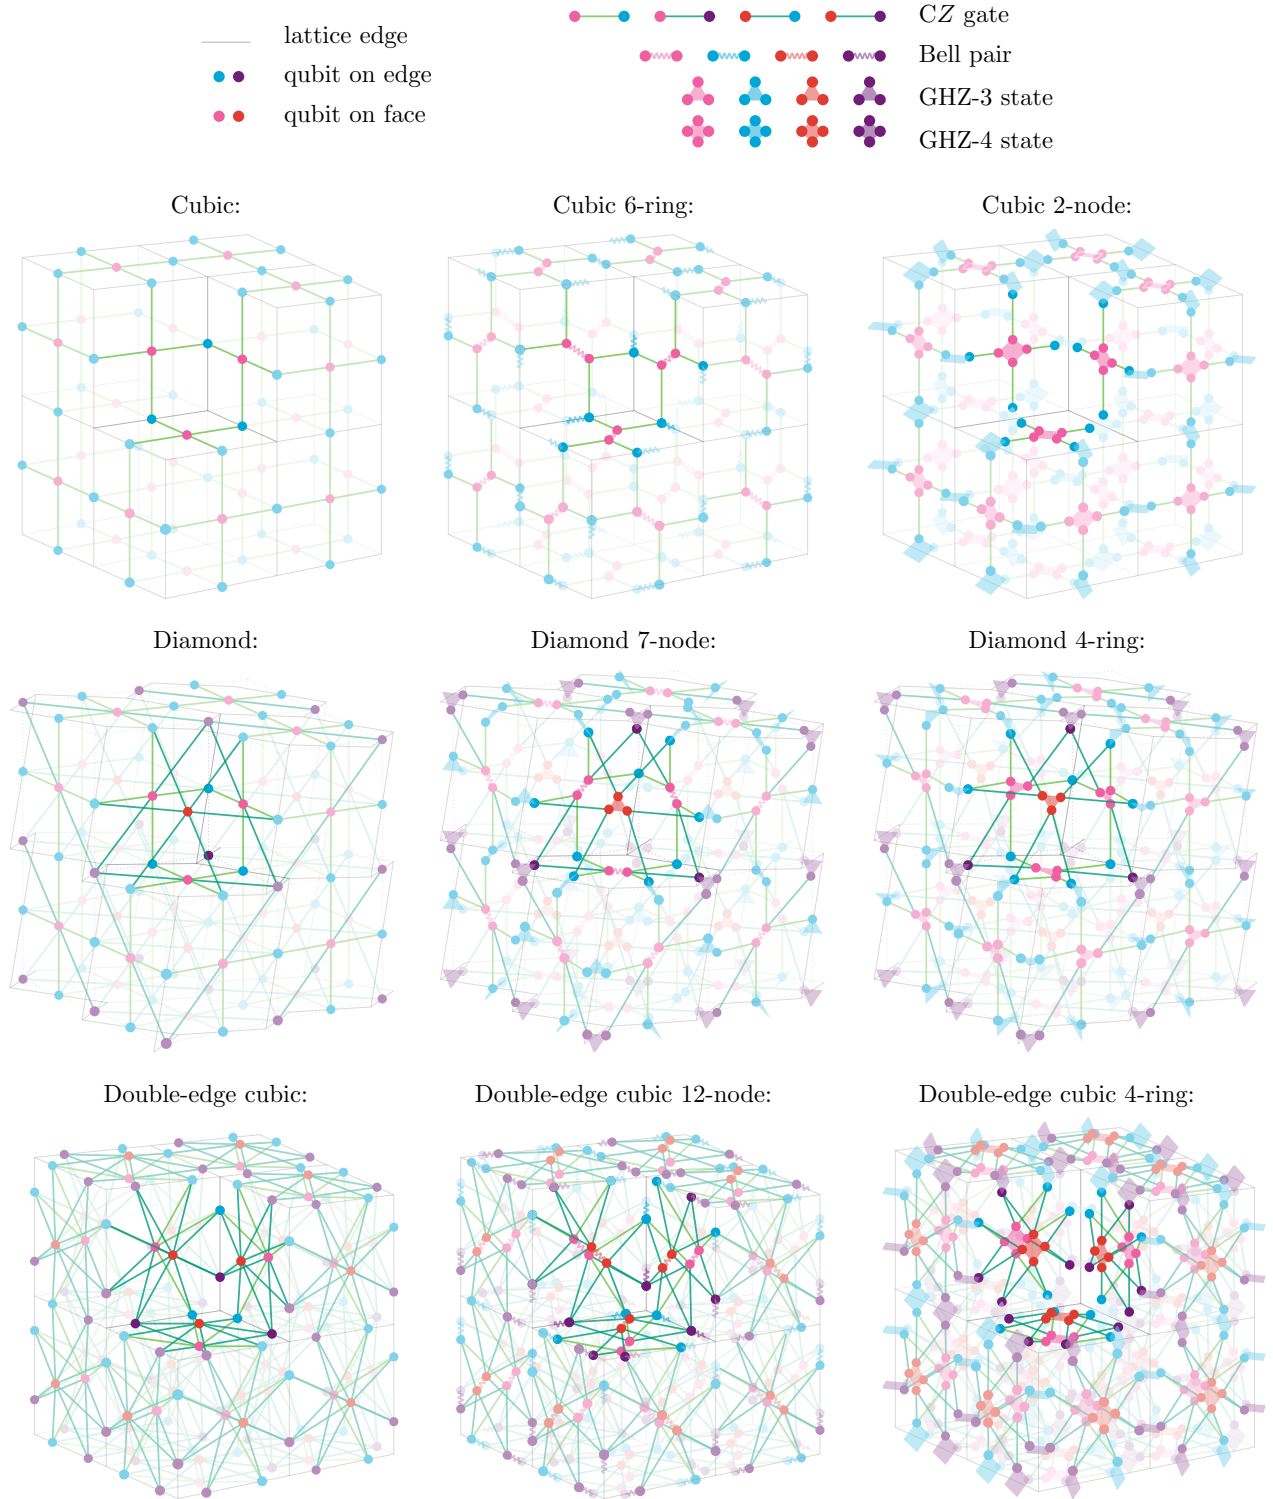 lattice edge
qubit on edge
qubit on face
CZ gate
Bell pair
GHZ-3 state
GHZ-4 state
Cubic:
Cubic 6-ring:
Cubic 2-node:
Diamond:
Diamond 7-node:
Diamond 4-ring:
Double-edge cubic:
Double-edge cubic 12-node:
Double-edge cubic 4-ring: